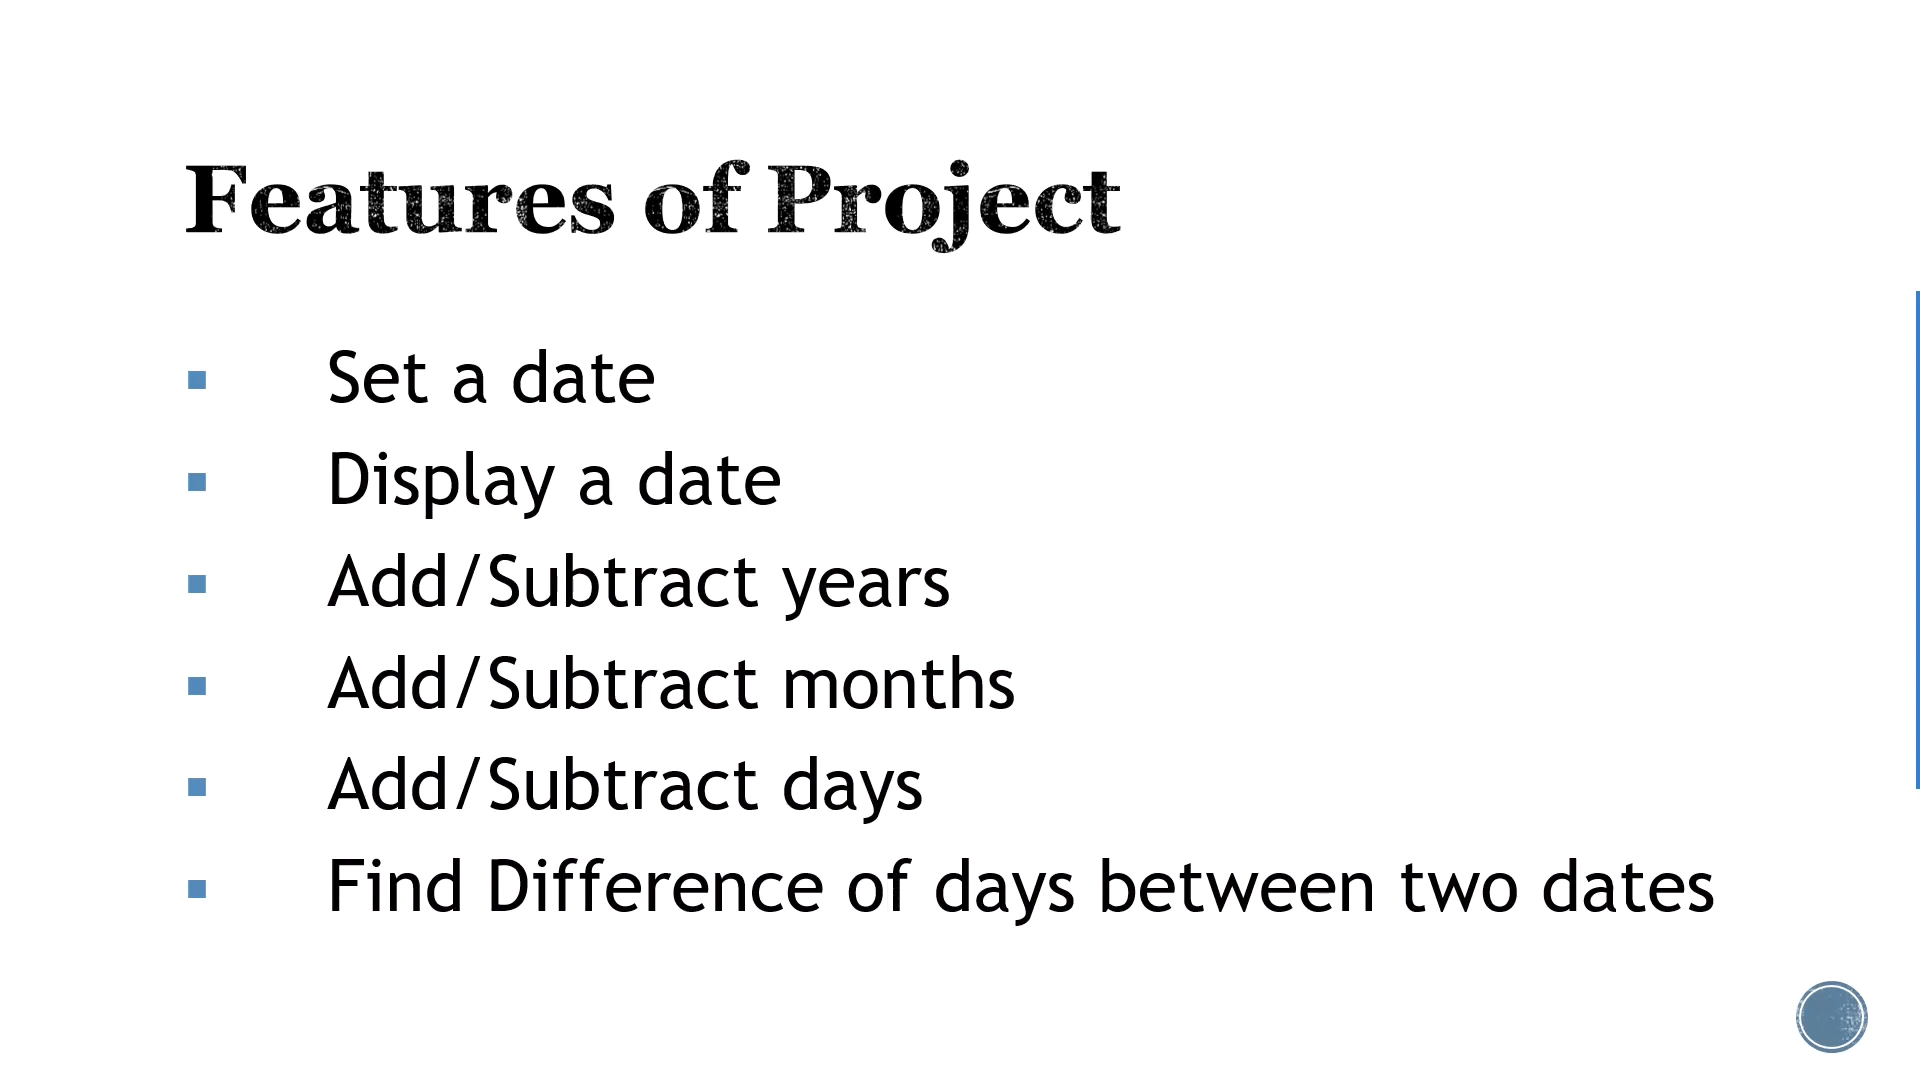 Features of Project
▪ Set a date
▪ Display a date
▪ Add/Subtract years
▪ Add/Subtract months
▪ Add/Subtract days
▪ Find Difference of days between two dates